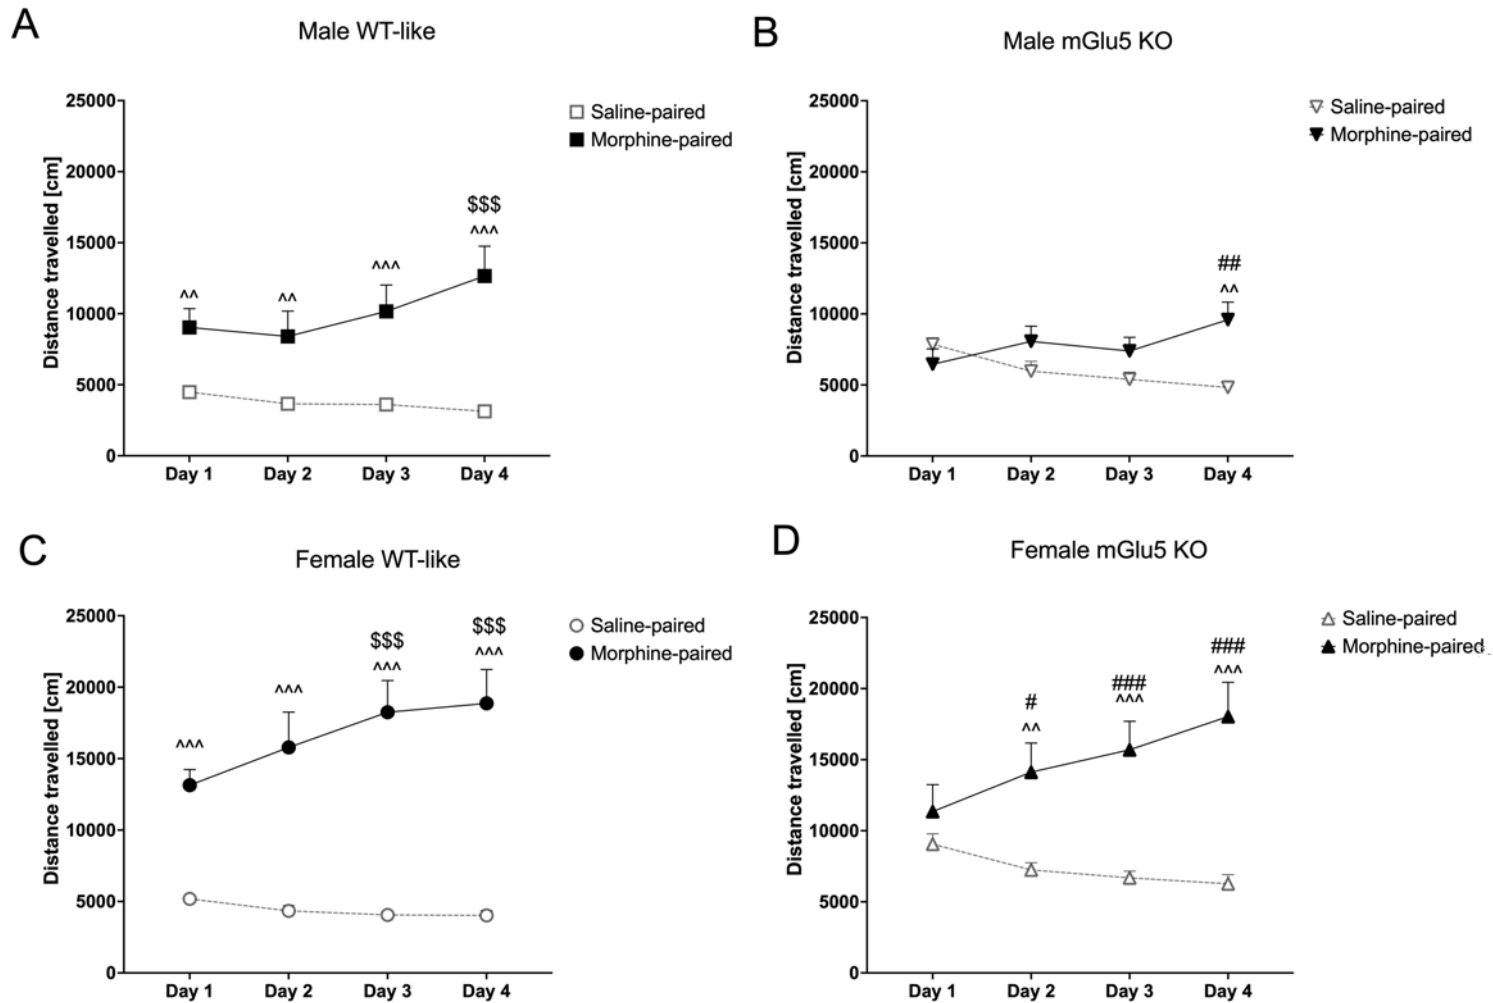 A
Male WT-like
25000
20000
15000
10000
5000
0
Distance travelled [cm]
Saline-paired
Morphine-paired
^^
^^
^^^
$$$
^^^
Day 1 Day 2 Day 3 Day 4
B
Male mGlu5 KO
25000
20000
15000
10000
5000
0
Distance travelled [cm]
Saline-paired
Morphine-paired
##
^^
Day 1 Day 2 Day 3 Day 4
C
Female WT-like
25000
20000
15000
10000
5000
0
Distance travelled [cm]
Saline-paired
Morphine-paired
^^^
^^^
$$$
^^^
$$$
^^^
Day 1 Day 2 Day 3 Day 4
D
Female mGlu5 KO
25000
20000
15000
10000
5000
0
Distance travelled [cm]
Saline-paired
Morphine-paired
#
^^
###
^^^
###
^^^
Day 1 Day 2 Day 3 Day 4